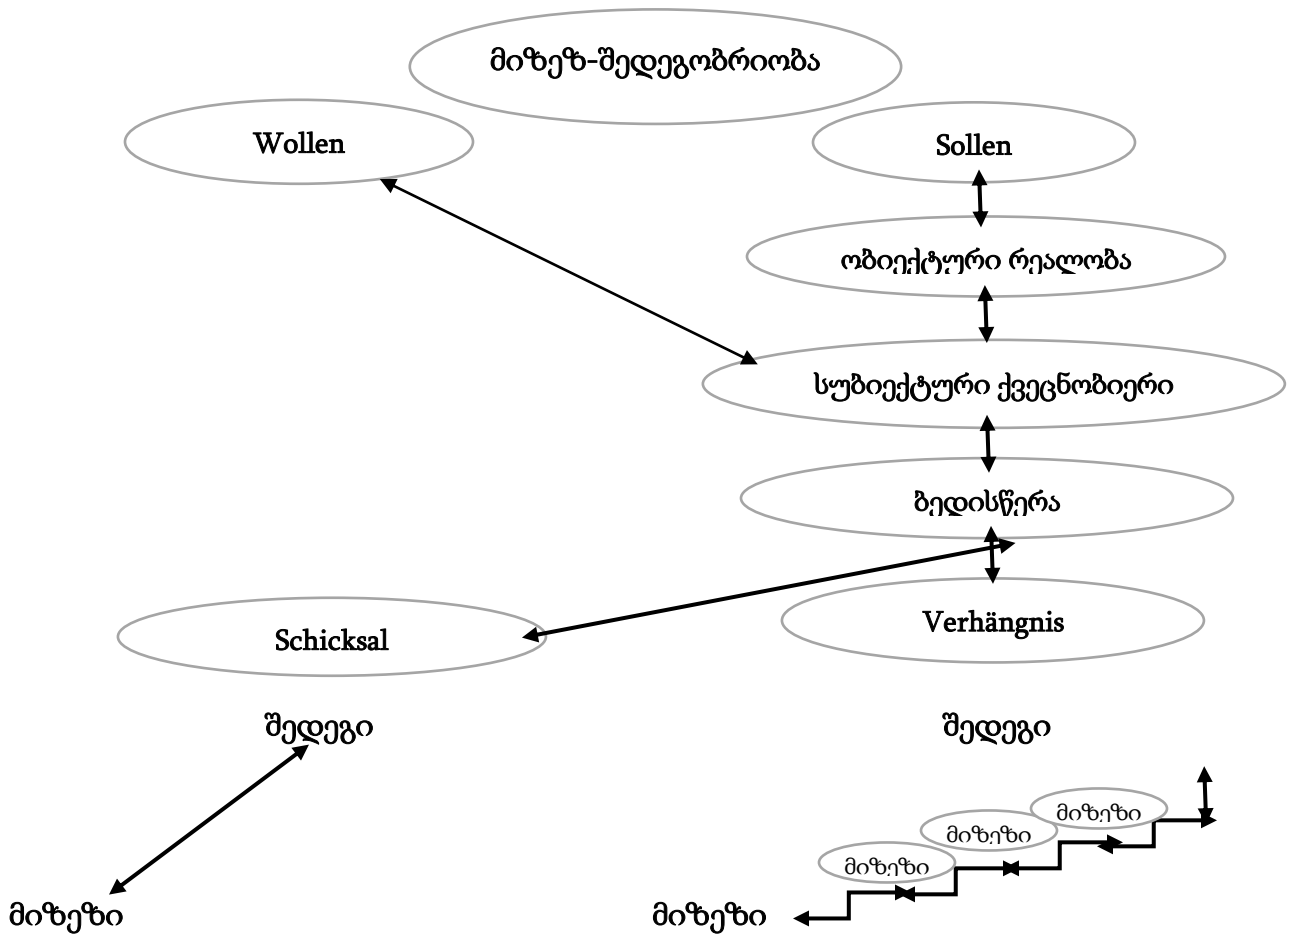 მიზეზ-შედეგობრიობა
Wollen
Sollen
ობიექტური რეალობა
სუბიექტური ქვეცნობიერი
ბედისწერა
Verhängnis
Schicksal
შედეგი
შედეგი
მიზეზი
მიზეზი
მიზეზი
მიზეზი
მიზეზი